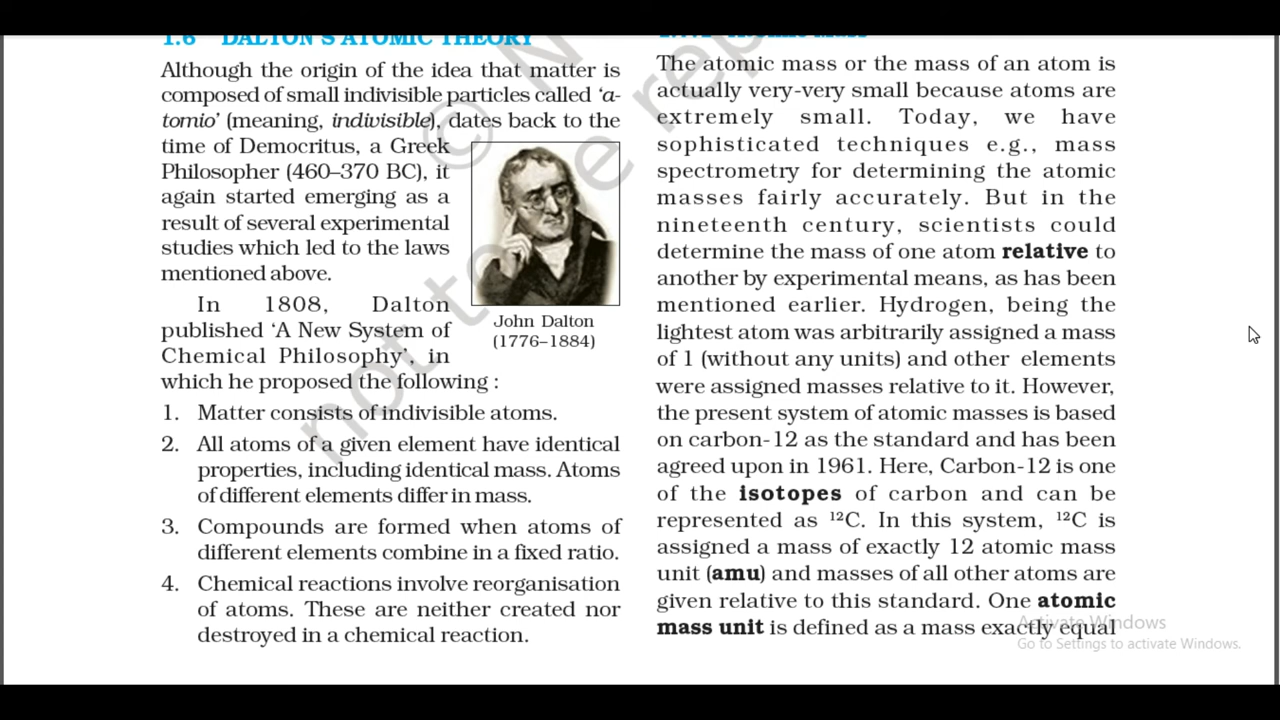 1.6 DALTON'S ATOMIC THEORY
Although the origin of the idea that matter is
composed of small indivisible particles called ‘a-
tomio’ (meaning, indivisible), dates back to the
time of Democritus, a Greek
Philosopher (460–370 BC), it
again started emerging as a
result of several experimental
studies which led to the laws
mentioned above.
In 1808, Dalton
published ‘A New System of
Chemical Philosophy’, in
which he proposed the following :
John Dalton
(1776–1884)
1. Matter consists of indivisible atoms.
2. All atoms of a given element have identical
properties, including identical mass. Atoms
of different elements differ in mass.
3. Compounds are formed when atoms of
different elements combine in a fixed ratio.
4. Chemical reactions involve reorganisation
of atoms. These are neither created nor
destroyed in a chemical reaction.
The atomic mass or the mass of an atom is
actually very-very small because atoms are
extremely small. Today, we have
sophisticated techniques e.g., mass
spectrometry for determining the atomic
masses fairly accurately. But in the
nineteenth century, scientists could
determine the mass of one atom relative to
another by experimental means, as has been
mentioned earlier. Hydrogen, being the
lightest atom was arbitrarily assigned a mass
of 1 (without any units) and other elements
were assigned masses relative to it. However,
the present system of atomic masses is based
on carbon-12 as the standard and has been
agreed upon in 1961. Here, Carbon-12 is one
of the isotopes of carbon and can be
represented as ¹²C. In this system, ¹²C is
assigned a mass of exactly 12 atomic mass
unit (amu) and masses of all other atoms are
given relative to this standard. One atomic
mass unit is defined as a mass exactly equal
© N
not to be rep
Activate Windows
Go to Settings to activate Windows.